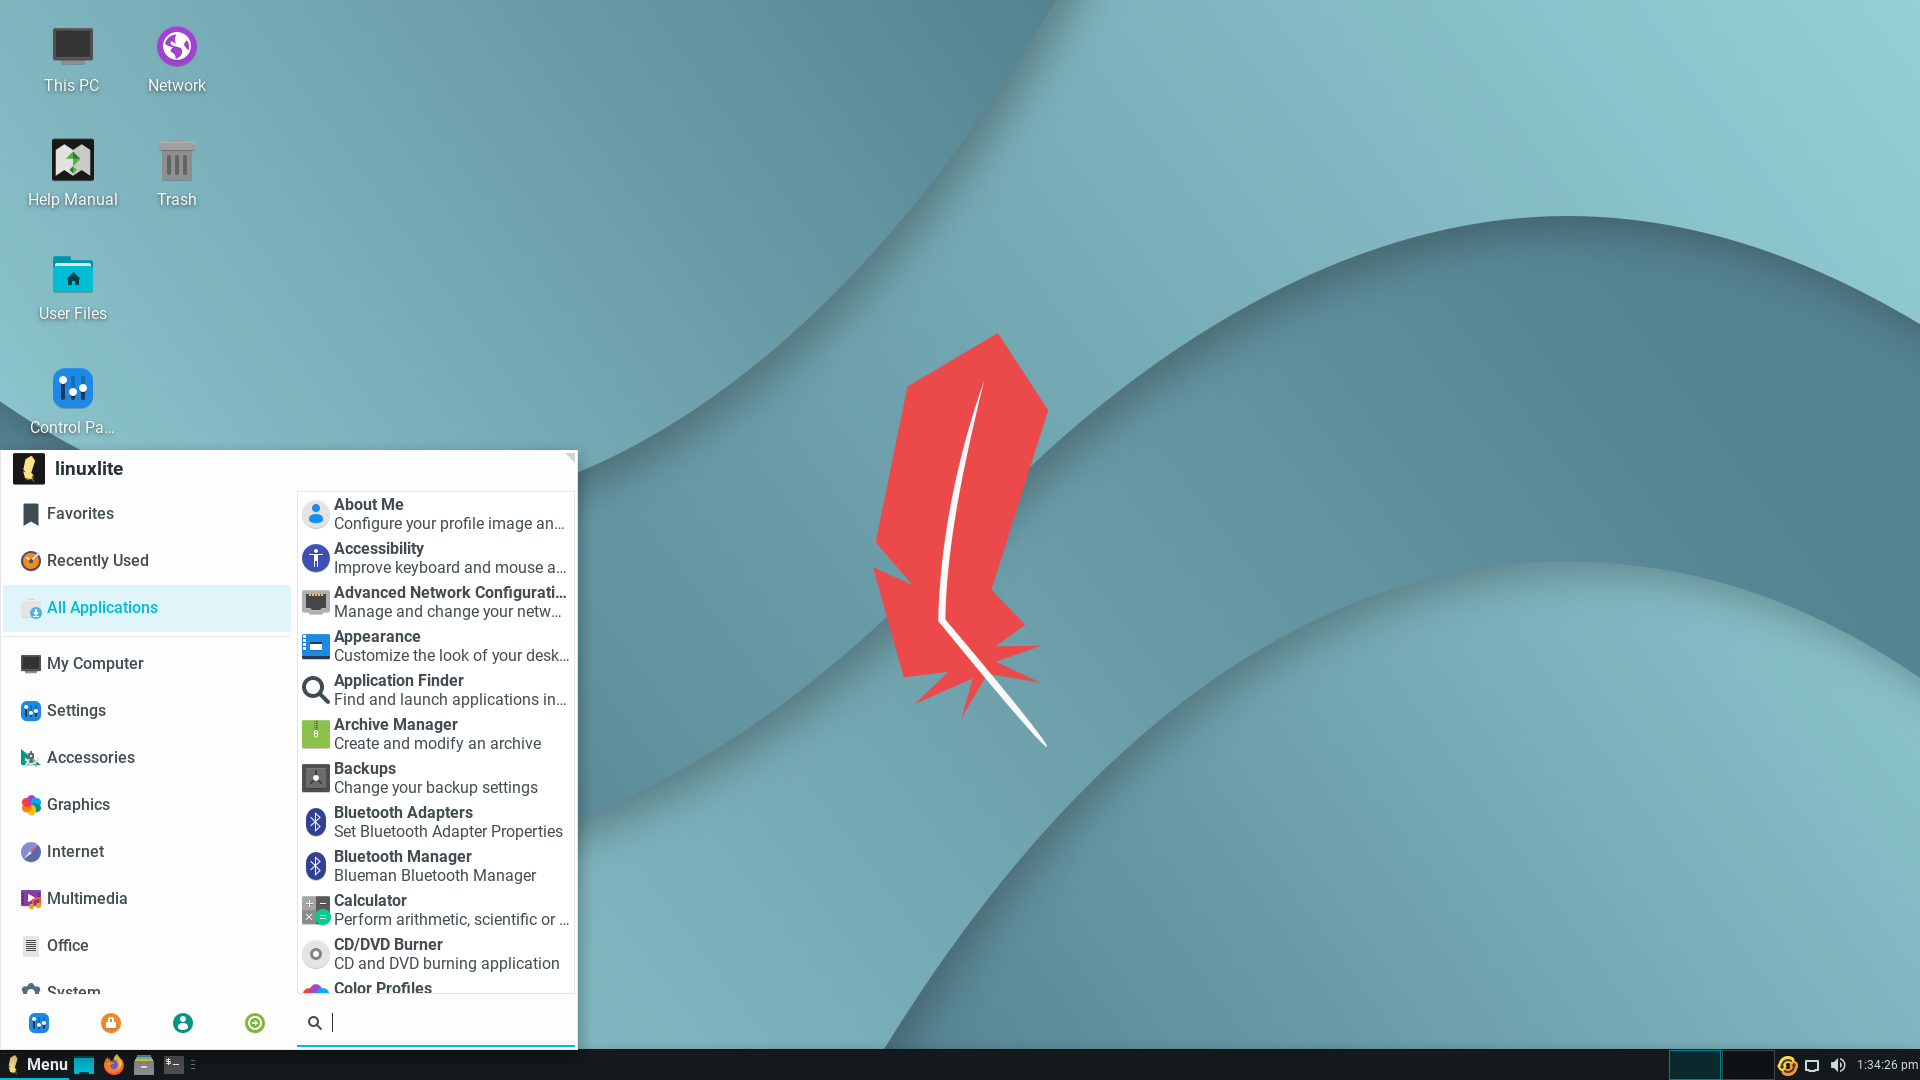 This PC
Network
Help Manual
Trash
User Files
Control Pa...
linuxlite
Favorites
Recently Used
All Applications
My Computer
Settings
Accessories
Graphics
Internet
Multimedia
Office
System
About Me
Configure your profile image an...
Accessibility
Improve keyboard and mouse a...
Advanced Network Configurati...
Manage and change your netw...
Appearance
Customize the look of your desk...
Application Finder
Find and launch applications in...
Archive Manager
Create and modify an archive
Backups
Change your backup settings
Bluetooth Adapters
Set Bluetooth Adapter Properties
Bluetooth Manager
Blueman Bluetooth Manager
Calculator
Perform arithmetic, scientific or ...
CD/DVD Burner
CD and DVD burning application
Color Profiles
Menu
1:34:26 pm